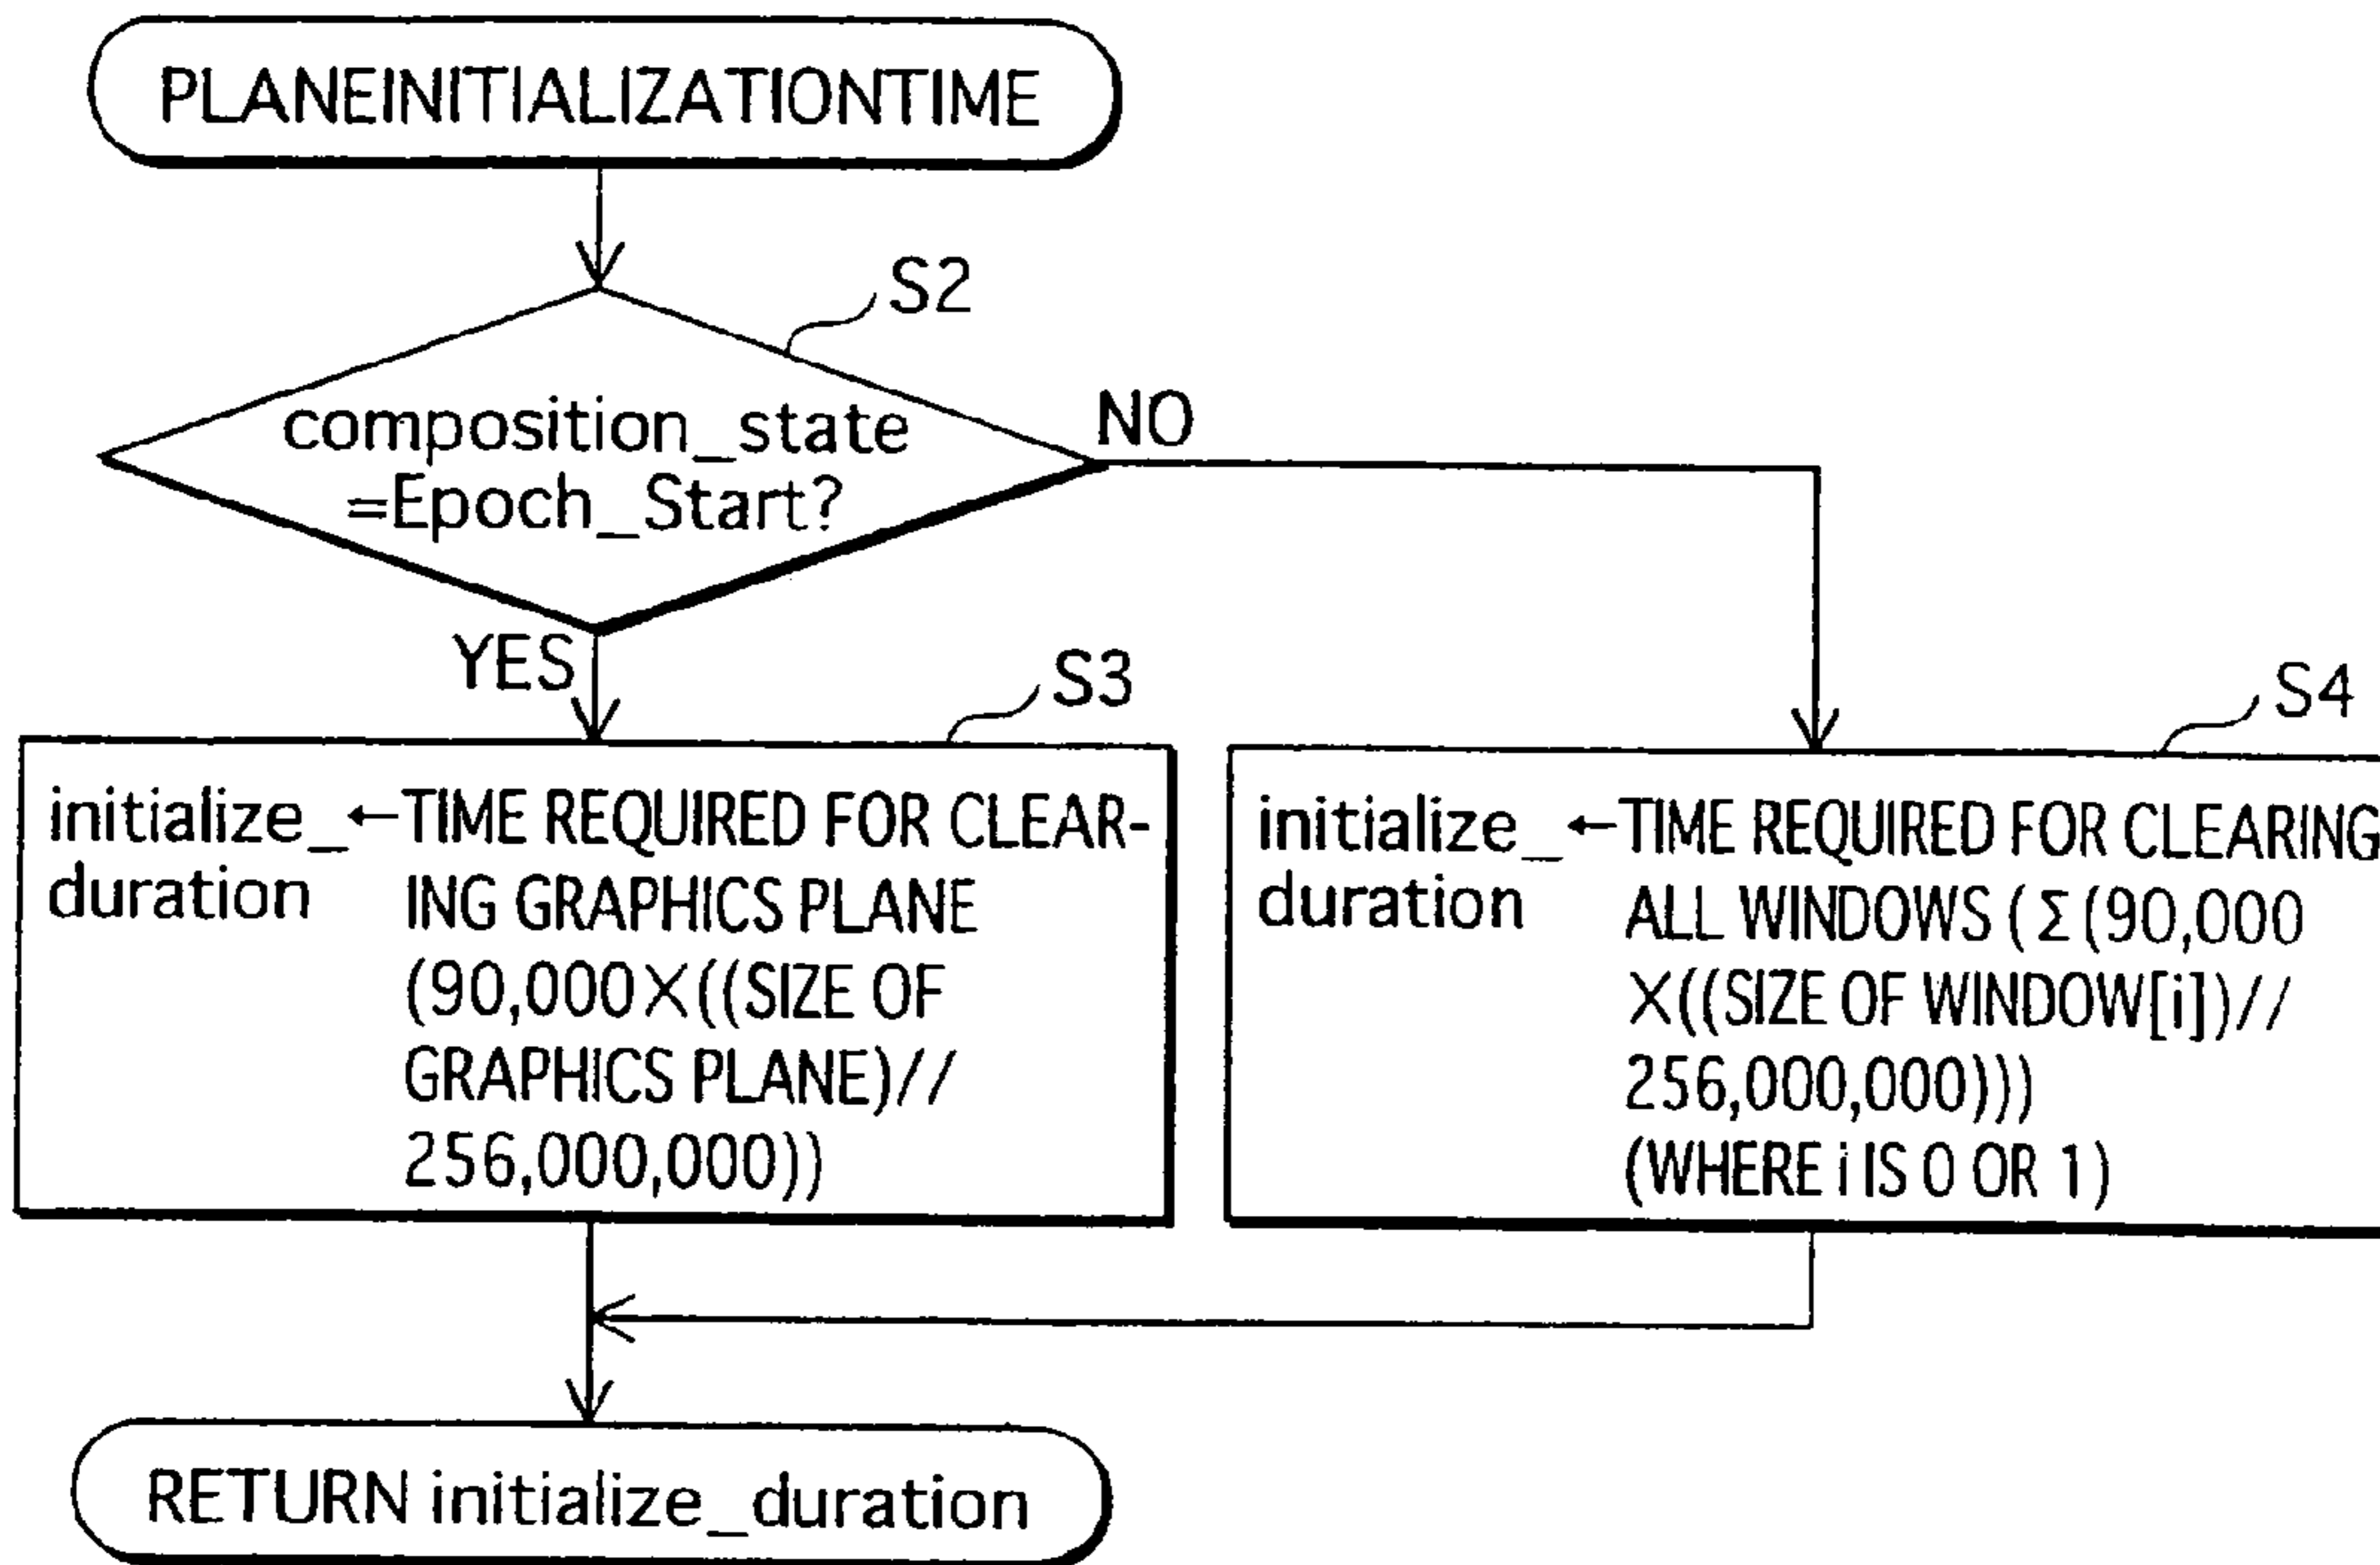 PLANEINITIALIZATIONTIME
S2
composition_state
=Epoch_Start?
NO
YES
S3
initialize_ ←TIME REQUIRED FOR CLEAR-
duration ING GRAPHICS PLANE
(90,000×((SIZE OF
GRAPHICS PLANE)//
256,000,000))
S4
initialize_ ←TIME REQUIRED FOR CLEARING
duration ALL WINDOWS (Σ(90,000
×((SIZE OF WINDOW[i])//
256,000,000)))
(WHERE i IS 0 OR 1)
RETURN initialize_duration